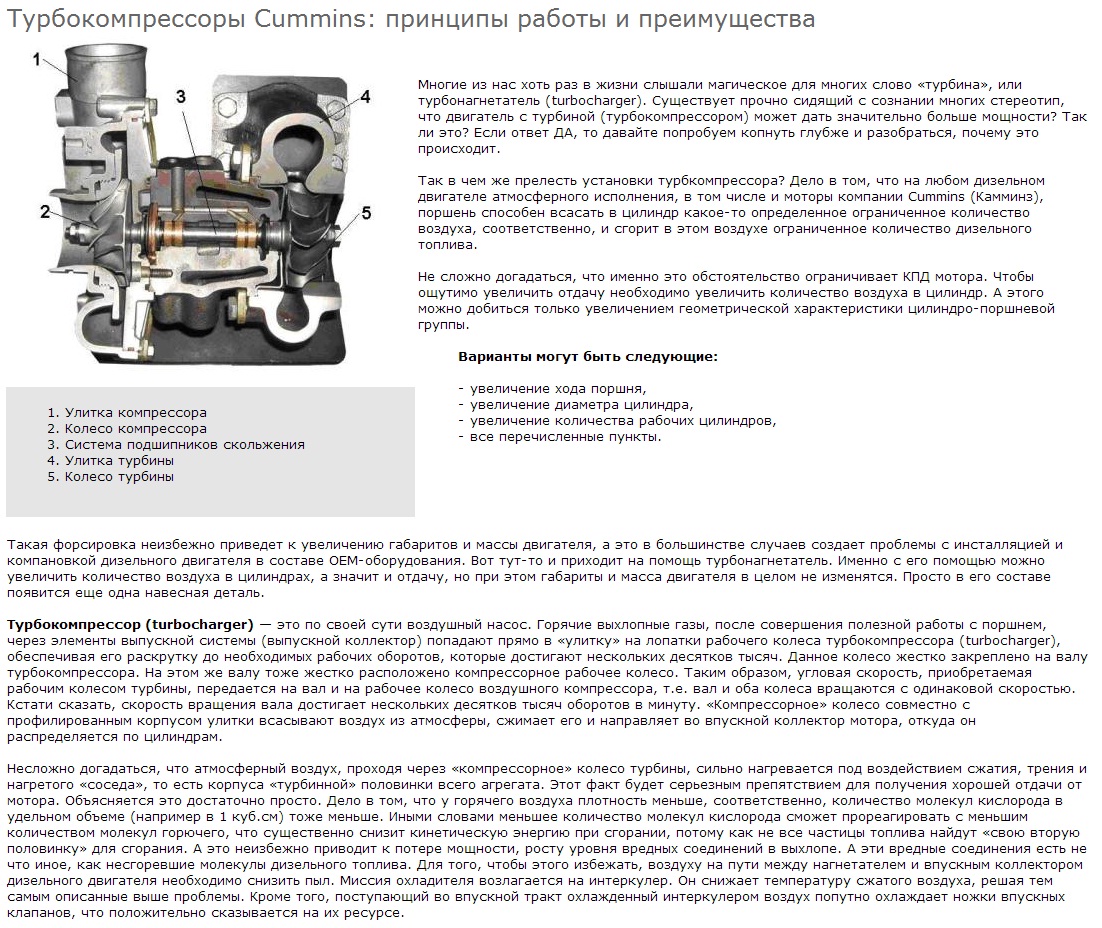 Турбокомпрессоры Cummins: принципы работы и преимущества
1
3
4
2
5
Многие из нас хоть раз в жизни слышали магическое для многих слово «турбина», или
турбонагнетатель (turbocharger). Существует прочно сидящий с сознании многих стереотип,
что двигатель с турбиной (турбокомпрессором) может дать значительно больше мощности? Так
ли это? Если ответ ДА, то давайте попробуем копнуть глубже и разобраться, почему это
происходит.
Так в чем же прелесть установки турбкомпрессора? Дело в том, что на любом дизельном
двигателе атмосферного исполнения, в том числе и моторы компании Cummins (Камминз),
поршень способен всасать в цилиндр какое-то определенное ограниченное количество
воздуха, соответственно, и сгорит в этом воздухе ограниченное количество дизельного
топлива.
Не сложно догадаться, что именно это обстоятельство ограничивает КПД мотора. Чтобы
ощутимо увеличить отдачу необходимо увеличить количество воздуха в цилиндр. А этого
можно добиться только увеличением геометрической характеристики цилиндро-поршневой
группы.
Варианты могут быть следующие:
- увеличение хода поршня,
- увеличение диаметра цилиндра,
- увеличение количества рабочих цилиндров,
- все перечисленные пункты.
1. Улитка компрессора
2. Колесо компрессора
3. Система подшипников скольжения
4. Улитка турбины
5. Колесо турбины
Такая форсировка неизбежно приведет к увеличению габаритов и массы двигателя, а это в большинстве случаев создает проблемы с инсталляцией и
компановкой дизельного двигателя в составе OEM-оборудования. Вот тут-то и приходит на помощь турбонагнетатель. Именно с его помощью можно
увеличить количество воздуха в цилиндрах, а значит и отдачу, но при этом габариты и масса двигателя в целом не изменятся. Просто в его составе
появится еще одна навесная деталь.
Турбокомпрессор (turbocharger) — это по своей сути воздушный насос. Горячие выхлопные газы, после совершения полезной работы с поршнем,
через элементы выпускной системы (выпускной коллектор) попадают прямо в «улитку» на лопатки рабочего колеса турбокомпрессора (turbocharger),
обеспечивая его раскрутку до необходимых рабочих оборотов, которые достигают нескольких десятков тысяч. Данное колесо жестко закреплено на валу
турбокомпрессора. На этом же валу тоже жестко расположено компрессорное рабочее колесо. Таким образом, угловая скорость, приобретаемая
рабочим колесом турбины, передается на вал и на рабочее колесо воздушного компрессора, т.е. вал и оба колеса вращаются с одинаковой скоростью.
Кстати сказать, скорость вращения вала достигает нескольких десятков тысяч оборотов в минуту. «Компрессорное» колесо совместно с
профилированным корпусом улитки всасывают воздух из атмосферы, сжимает его и направляет во впускной коллектор мотора, откуда он
распределяется по цилиндрам.
Несложно догадаться, что атмосферный воздух, проходя через «компрессорное» колесо турбины, сильно нагревается под воздействием сжатия, трения и
нагретого «соседа», то есть корпуса «турбинной» половинки всего агрегата. Этот факт будет серьезным препятствием для получения хорошей отдачи от
мотора. Объясняется это достаточно просто. Дело в том, что у горячего воздуха плотность меньше, соответственно, количество молекул кислорода в
удельном объеме (например в 1 куб.см) тоже меньше. Иными словами меньшее количество молекул кислорода сможет прореагировать с меньшим
количеством молекул горючего, что существенно снизит кинетическую энергию при сгорании, потому как не все частицы топлива найдут «свою вторую
половинку» для сгорания. А это неизбежно приводит к потере мощности, росту уровня вредных соединений в выхлопе. А эти вредные соединения есть не
что иное, как несгоревшие молекулы дизельного топлива. Для того, чтобы этого избежать, воздуху на пути между нагнетателем и впускным коллектором
дизельного двигателя необходимо снизить пыл. Миссия охладителя возлагается на интеркулер. Он снижает температуру сжатого воздуха, решая тем
самым описанные выше проблемы. Кроме того, поступающий во впускной тракт охлажденный интеркулером воздух попутно охлаждает ножки впускных
клапанов, что положительно сказывается на их ресурсе.